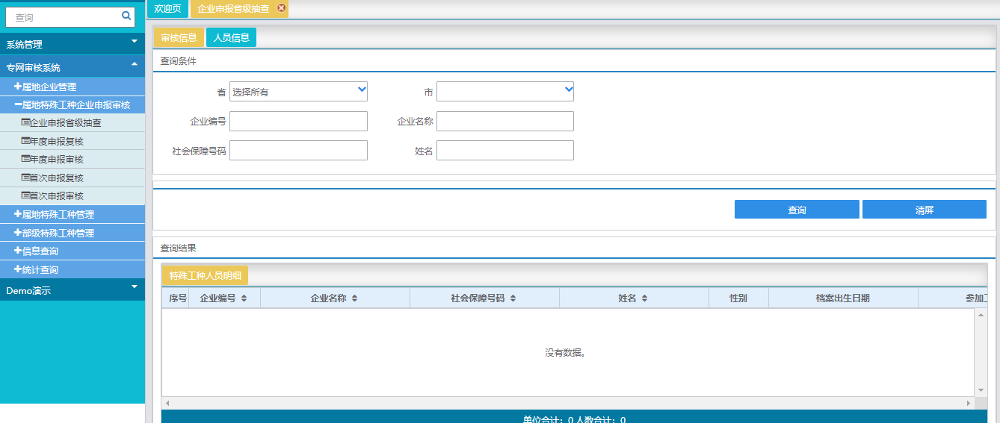 查询
系统管理
专网审核系统
属地企业管理
属地特殊工种企业申报审核
企业申报省级抽查
年度申报复核
年度申报审核
首次申报复核
首次申报审核
属地特殊工种管理
部级特殊工种管理
信息查询
统计查询
Demo演示
欢迎页 企业申报省级抽查
审核信息 人员信息
查询条件
省 选择所有 市
企业编号 企业名称
社会保障号码 姓名
查询 清屏
查询结果
特殊工种人员明细
序号 企业编号 企业名称 社会保障号码 姓名 性别 档案出生日期 参加工
没有数据。
单位合计：0 人数合计：0